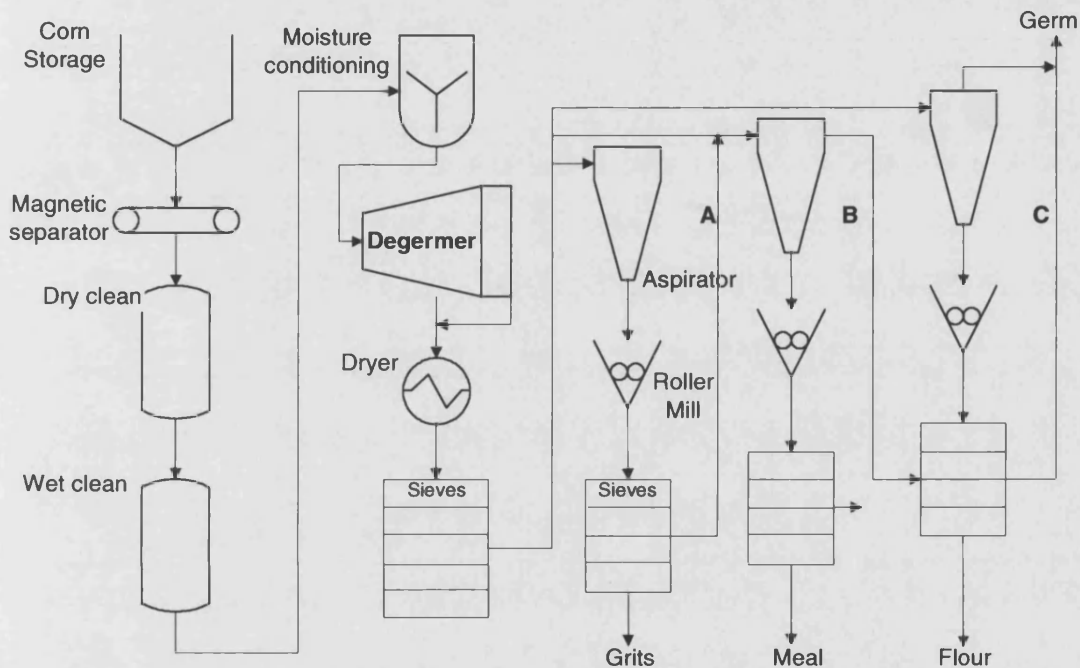 Corn
Storage
Magnetic
separator
Dry clean
Wet clean
Moisture
conditioning
Degermer
Dryer
Sieves
Aspirator
Roller
Mill
Sieves
Grits
A
Meal
B
Flour
C
Germ